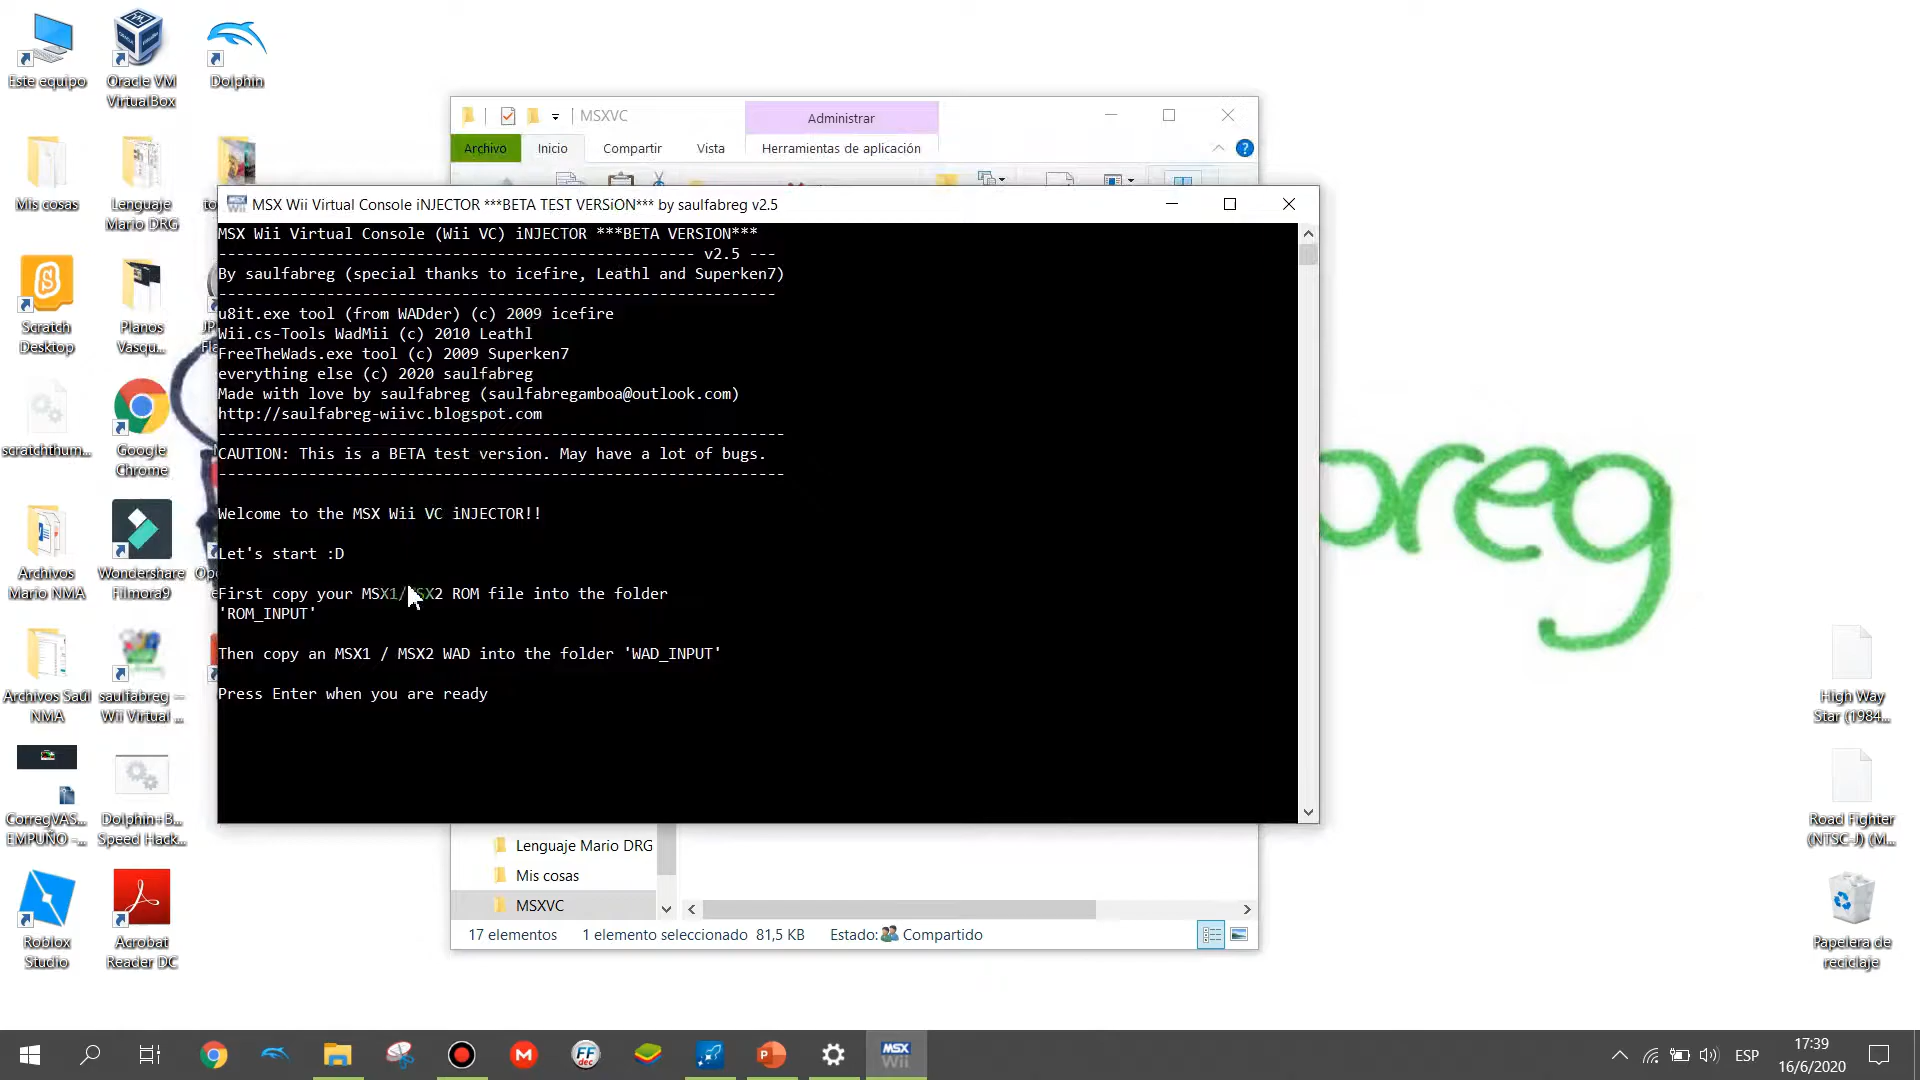 Este equipo
Oracle VM
VirtualBox
Dolphin
Mis cosas
Lenguaje
Mario DRG
Scratch
Desktop
Planos
Vasqu...
scratchthum...
Google
Chrome
Archivos
Mario NMA
Wondershare
Filmora9
Archivos Saúl
NMA
saulfabreg --
Wii Virtual ...
CorregVAS...
EMPUÑO -...
Dolphin+B...
Speed Hack...
Roblox
Studio
Acrobat
Reader DC
MSXVC
Administrar
Archivo
Inicio
Compartir
Vista
Herramientas de aplicación
MSX Wii Virtual Console iNJECTOR ***BETA TEST VERSiON*** by saulfabreg v2.5
MSX Wii Virtual Console (Wii VC) iNJECTOR ***BETA VERSION***
----------------------------------------------------- v2.5 ---
By saulfabreg (special thanks to icefire, Leathl and Superken7)
--------------------------------------------------------------
u8it.exe tool (from WADder) (c) 2009 icefire
Wii.cs-Tools WadMii (c) 2010 Leathl
FreeTheWads.exe tool (c) 2009 Superken7
everything else (c) 2020 saulfabreg
Made with love by saulfabreg (saulfabregamboa@outlook.com)
http://saulfabreg-wiivc.blogspot.com
---------------------------------------------------------------
CAUTION: This is a BETA test version. May have a lot of bugs.
---------------------------------------------------------------
Welcome to the MSX Wii VC iNJECTOR!!
Let's start :D
First copy your MSX1/MSX2 ROM file into the folder
'ROM_INPUT'
Then copy an MSX1 / MSX2 WAD into the folder 'WAD_INPUT'
Press Enter when you are ready
Lenguaje Mario DRG
Mis cosas
MSXVC
17 elementos
1 elemento seleccionado 81,5 KB
Estado: Compartido
oreg
High Way
Star (1984...
Road Fighter
(NTSC-J) (M...
Papelera de
reciclaje
FF
dec
MSX
Wii
ESP
17:39
16/6/2020